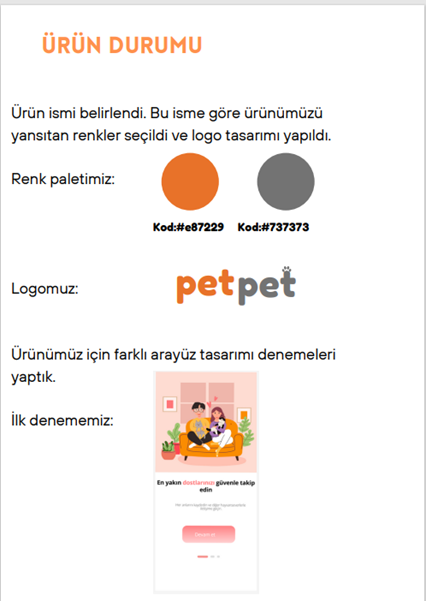 ÜRÜN DURUMU
Ürün ismi belirlendi. Bu isme göre ürünümüzü
yansıtan renkler seçildi ve logo tasarımı yapıldı.
Renk paletimiz:
Kod:#e87229 Kod:#737373
Logomuz:
petpet
Ürünümüz için farklı arayüz tasarımı denemeleri
yaptık.
İlk denememiz:
En yakın dostlarınızı güvenle takip
edin